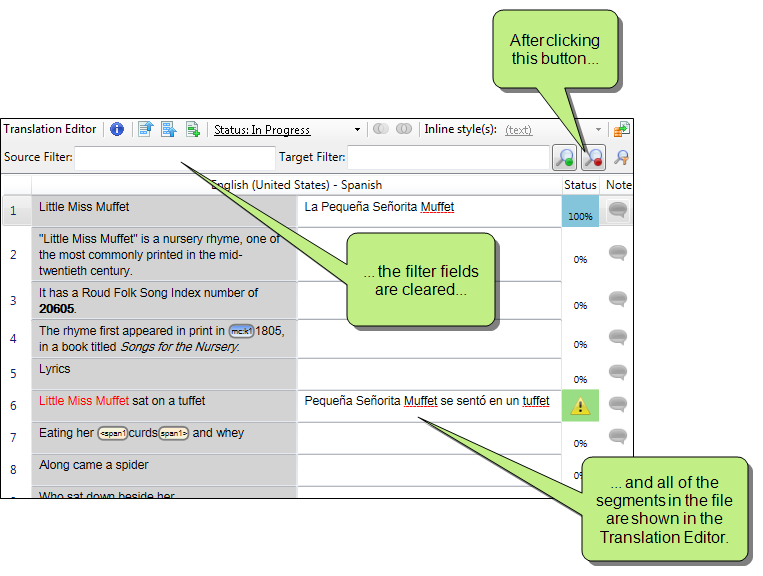 After clicking
this button...
Translation Editor
Status: In Progress
Inline style(s): (text)
Source Filter:
Target Filter:
English (United States) - Spanish
Status
Note
1
Little Miss Muffet
La Pequeña Señorita Muffet
100%
2
"Little Miss Muffet" is a nursery rhyme, one of
the most commonly printed in the mid-
twentieth century.
0%
... the filter fields
are cleared...
3
It has a Roud Folk Song Index number of
20605.
0%
4
The rhyme first appeared in print in mc:k1 1805,
in a book titled Songs for the Nursery.
0%
5
Lyrics
0%
6
Little Miss Muffet sat on a tuffet
Pequeña Señorita Muffet se sentó en un tuffet
7
Eating her <span1 curds span1> and whey
0%
8
Along came a spider
0%
Who sat down beside her
... and all of the
segments in the file
are shown in the
Translation Editor.